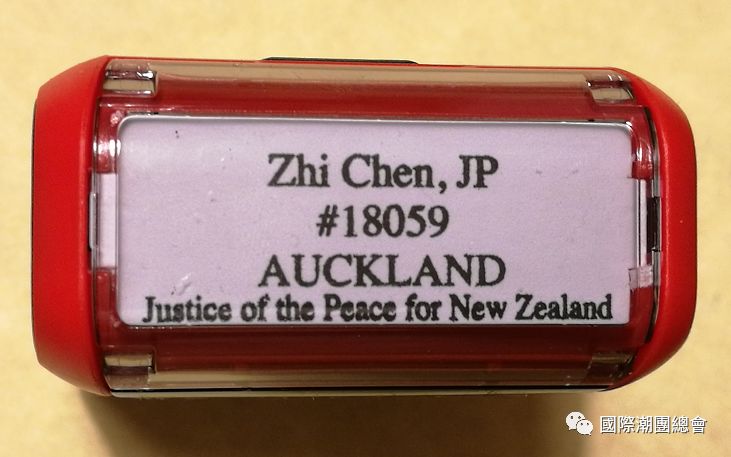 Zhi Chen, JP
#18059
AUCKLAND
Justice of the Peace for New Zealand
國際潮團總會